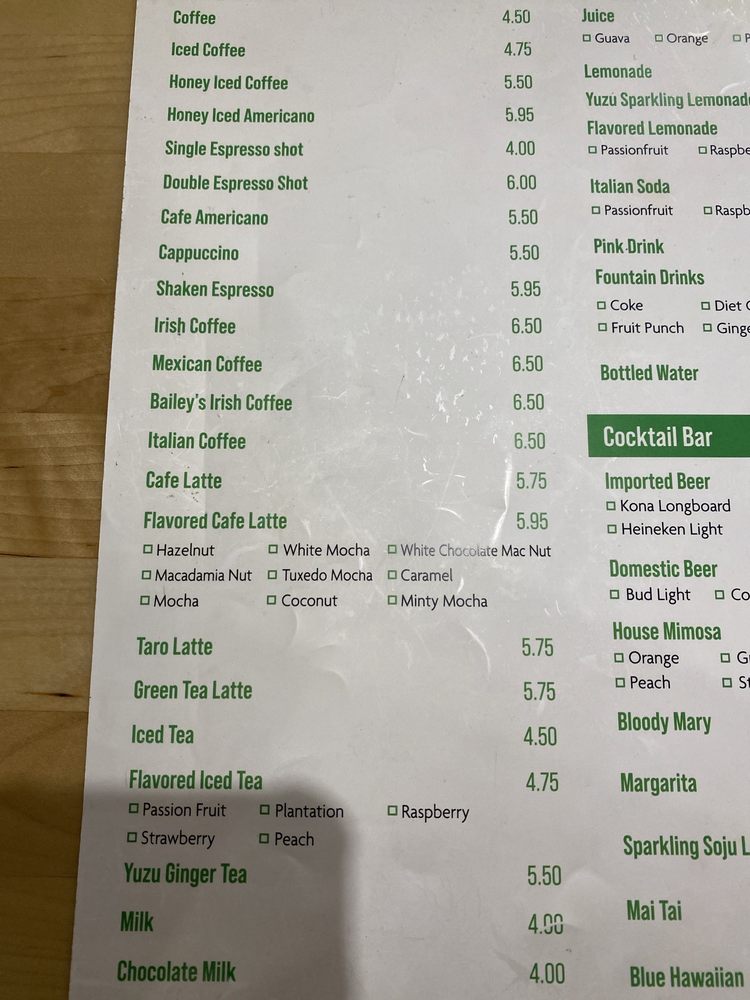 Coffee 4.50
Iced Coffee 4.75
Honey Iced Coffee 5.50
Honey Iced Americano 5.95
Single Espresso shot 4.00
Double Espresso Shot 6.00
Cafe Americano 5.50
Cappuccino 5.50
Shaken Espresso 5.95
Irish Coffee 6.50
Mexican Coffee 6.50
Bailey's Irish Coffee 6.50
Italian Coffee 6.50
Cafe Latte 5.75
Flavored Cafe Latte 5.95
Hazelnut White Mocha White Chocolate Mac Nut
Macadamia Nut Tuxedo Mocha Caramel
Mocha Coconut Minty Mocha
Taro Latte 5.75
Green Tea Latte 5.75
Iced Tea 4.50
Flavored Iced Tea 4.75
Passion Fruit Plantation Raspberry
Strawberry Peach
Yuzu Ginger Tea 5.50
Milk 4.00
Chocolate Milk 4.00
Juice
Guava Orange
Lemonade
Yuzu Sparkling Lemonad
Flavored Lemonade
Passionfruit Raspbe
Italian Soda
Passionfruit Raspb
Pink Drink
Fountain Drinks
Coke Diet
Fruit Punch Ginge
Bottled Water
Cocktail Bar
Imported Beer
Kona Longboard
Heineken Light
Domestic Beer
Bud Light Co
House Mimosa
Orange G
Peach St
Bloody Mary
Margarita
Sparkling Soju L
Mai Tai
Blue Hawaiian